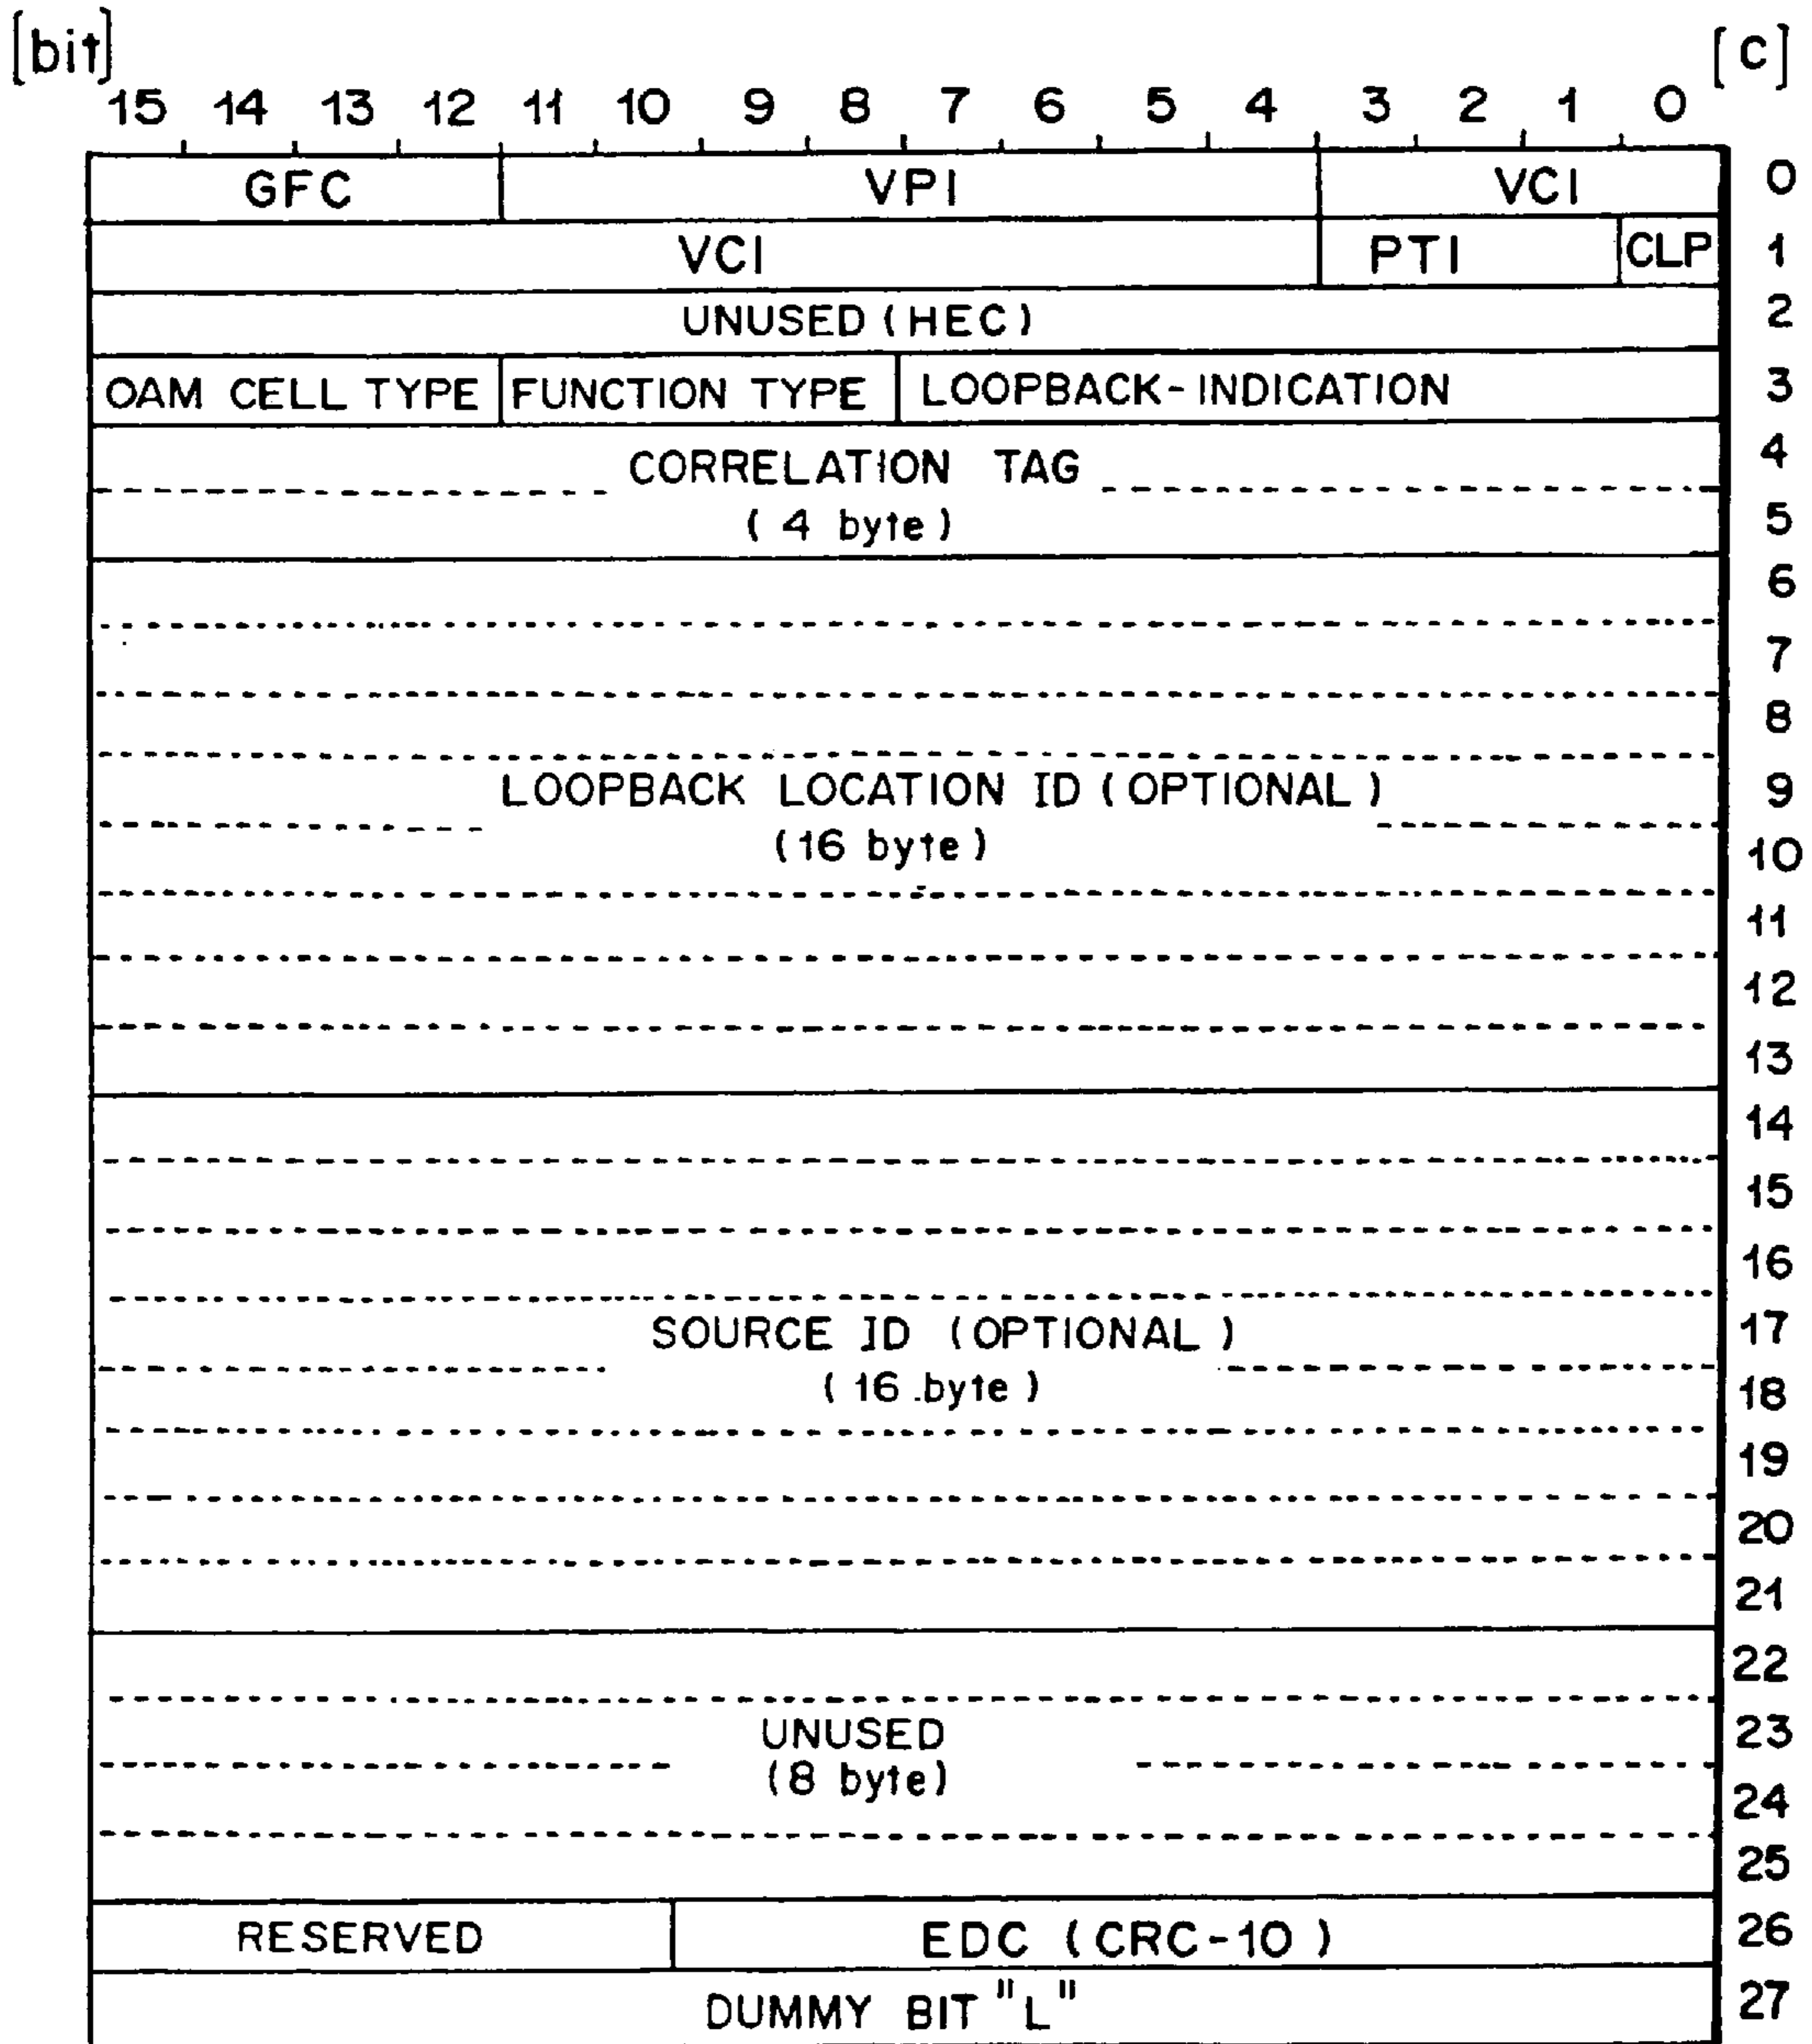 [bit] [C]
15 14 13 12 11 10 9 8 7 6 5 4 3 2 1 0
GFC VPI VCI 0
VCI PTI CLP 1
UNUSED (HEC) 2
OAM CELL TYPE FUNCTION TYPE LOOPBACK-INDICATION 3
CORRELATION TAG 4
(4 byte) 5
6
7
8
LOOPBACK LOCATION ID (OPTIONAL) 9
(16 byte) 10
11
12
13
14
15
16
SOURCE ID (OPTIONAL) 17
(16 byte) 18
19
20
21
22
UNUSED 23
(8 byte) 24
25
RESERVED EDC (CRC-10) 26
DUMMY BIT "L" 27